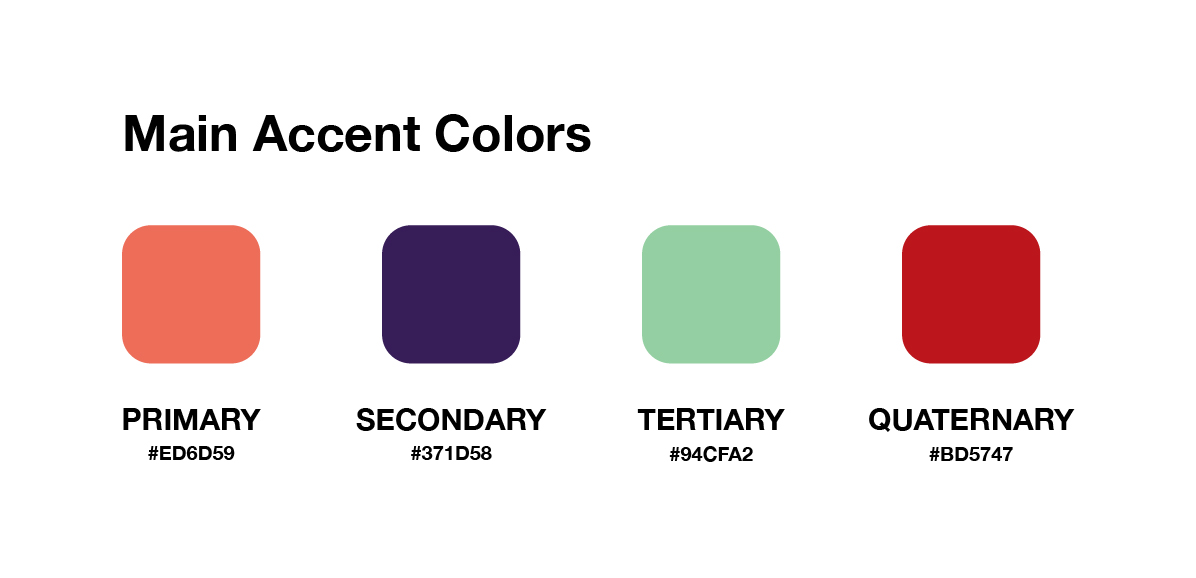 Main Accent Colors
PRIMARY
#ED6D59
SECONDARY
#371D58
TERTIARY
#94CFA2
QUATERNARY
#BD5747